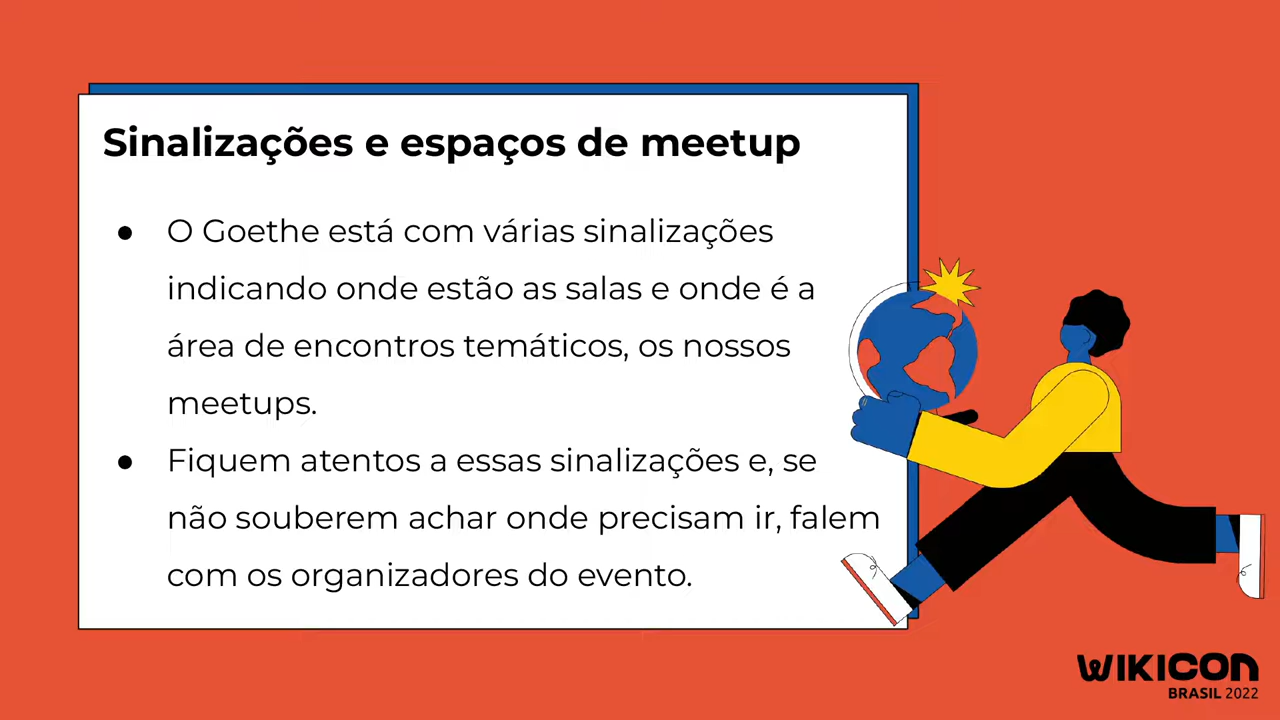 Sinalizações e espaços de meetup
● O Goethe está com várias sinalizações
indicando onde estão as salas e onde é a
área de encontros temáticos, os nossos
meetups.
● Fiquem atentos a essas sinalizações e, se
não souberem achar onde precisam ir, falem
com os organizadores do evento.
WIKICON
BRASIL 2022